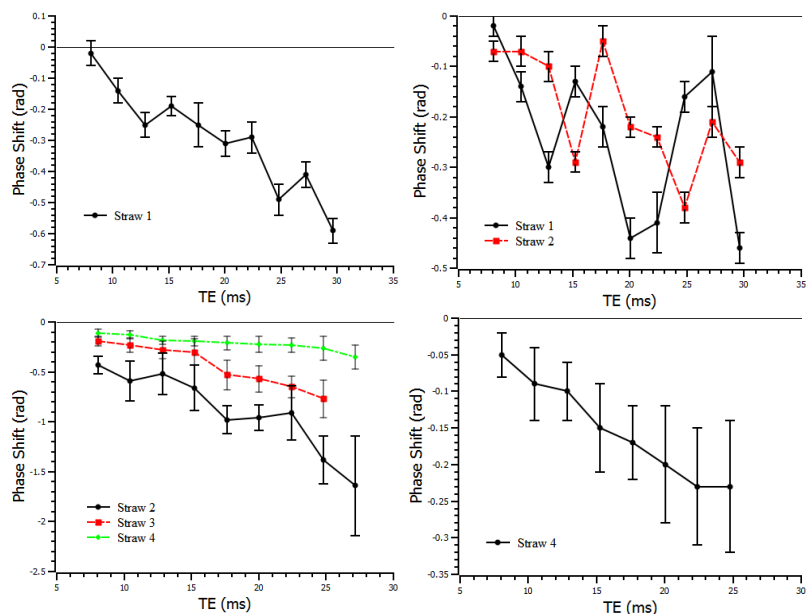 0.1
0
-0.1
-0.2
-0.3
-0.4
-0.5
-0.6
-0.7
Phase Shift (rad)
Straw 1
5 10 15 20 25 30 35
TE (ms)
0
-0.1
-0.2
-0.3
-0.4
-0.5
Phase Shift (rad)
Straw 1
Straw 2
5 10 15 20 25 30 35
TE (ms)
0
-0.5
-1
-1.5
-2
-2.5
Phase Shift (rad)
Straw 2
Straw 3
Straw 4
5 10 15 20 25 30
TE (ms)
0
-0.05
-0.1
-0.15
-0.2
-0.25
-0.3
-0.35
Phase Shift (rad)
Straw 4
5 10 15 20 25 30
TE (ms)